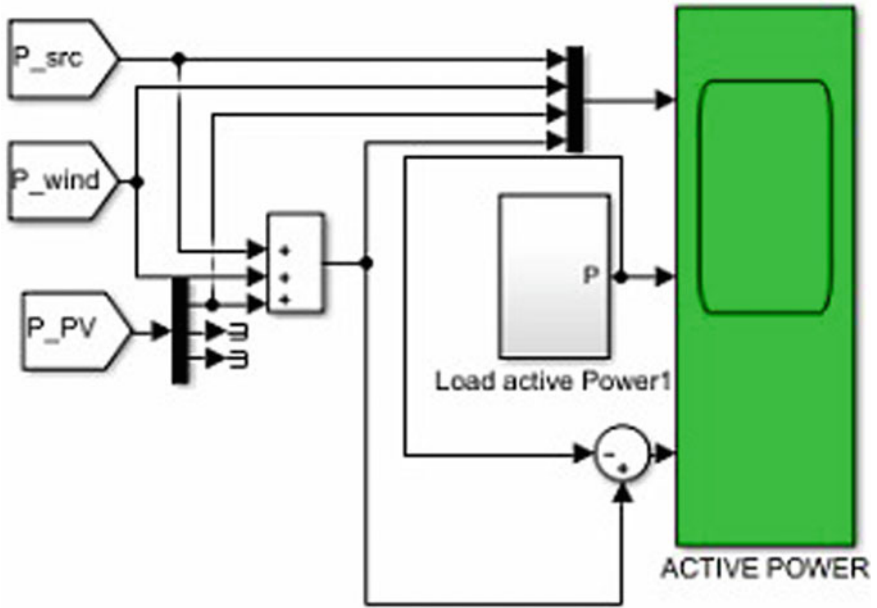 P_src
P_wind
P_PV
+
+
+
P
Load active Power1
-
+
ACTIVE POWER